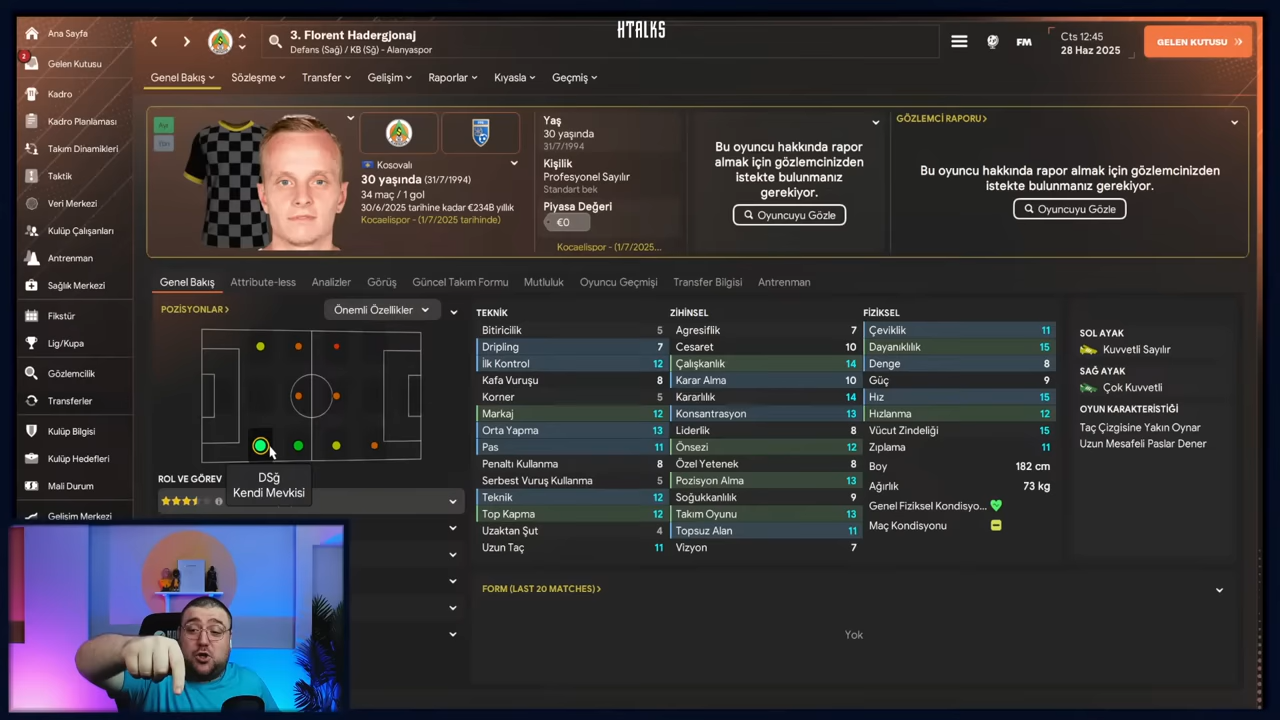 HTALKS
Ana Sayfa
2
Gelen Kutusu
Kadro
Kadro Planlaması
Takım Dinamikleri
Taktik
Veri Merkezi
Kulüp Çalışanları
Antrenman
Sağlık Merkezi
Fikstür
Lig/Kupa
Gözlemcilik
Transferler
Kulüp Bilgisi
Kulüp Hedefleri
Mali Durum
Gelişim Merkezi
3. Florent Hadergjonaj
Defans (Sağ) / KB (Sğ) - Alanyaspor
FM
Cts 12:45
28 Haz 2025
GELEN KUTUSU
Genel Bakış
Sözleşme
Transfer
Gelişim
Raporlar
Kıyasla
Geçmiş
Kosovalı
30 yaşında (31/7/1994)
34 maç / 1 gol
30/6/2025 tarihine kadar €234B yıllık
Kocaelispor - (1/7/2025 tarihinde)
Yaş
30 yaşında
31/7/1994
Kişilik
Profesyonel Sayılır
Standart bek
Piyasa Değeri
€0
Kocaelispor - (1/7/2025...
Bu oyuncu hakkında rapor
almak için gözlemcinizden
istekte bulunmanız
gerekiyor.
Oyuncuyu Gözle
GÖZLEMCİ RAPORU
Bu oyuncu hakkında rapor almak için gözlemcinizden
istekte bulunmanız gerekiyor.
Oyuncuyu Gözle
Genel Bakış
Attribute-less
Analizler
Görüş
Güncel Takım Formu
Mutluluk
Oyuncu Geçmişi
Transfer Bilgisi
Antrenman
POZİSYONLAR
Önemli Özellikler
DSğ
Kendi Mevkisi
ROL VE GÖREV
TEKNİK
Bitiricilik 5
Dripling 7
İlk Kontrol 12
Kafa Vuruşu 8
Korner 5
Markaj 12
Orta Yapma 13
Pas 11
Penaltı Kullanma 8
Serbest Vuruş Kullanma 5
Teknik 12
Top Kapma 12
Uzaktan Şut 4
Uzun Taç 11
ZİHİNSEL
Agresiflik 7
Cesaret 10
Çalışkanlık 14
Karar Alma 10
Kararlılık 14
Konsantrasyon 13
Liderlik 8
Önsezi 12
Özel Yetenek 8
Pozisyon Alma 13
Soğukkanlılık 9
Takım Oyunu 13
Topsuz Alan 11
Vizyon 7
FİZİKSEL
Çeviklik 11
Dayanıklılık 15
Denge 8
Güç 9
Hız 15
Hızlanma 12
Vücut Zindeliği 15
Zıplama 11
Boy 182 cm
Ağırlık 73 kg
Genel Fiziksel Kondisyo...
Maç Kondisyonu
SOL AYAK
Kuvvetli Sayılır
SAĞ AYAK
Çok Kuvvetli
OYUN KARAKTERİSTİĞİ
Taç Çizgisine Yakın Oynar
Uzun Mesafeli Paslar Dener
FORM (LAST 20 MATCHES)
Yok